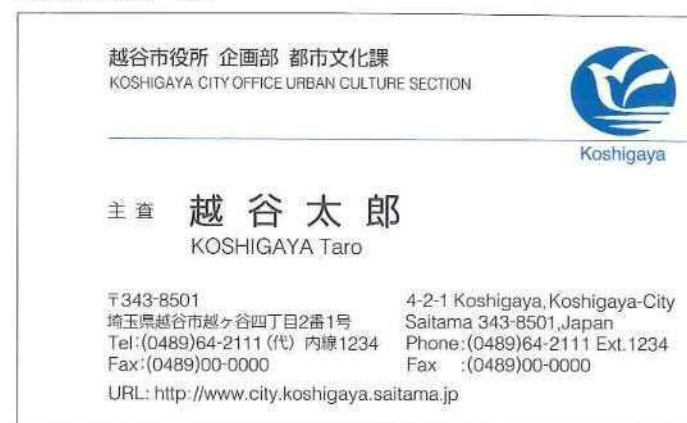 越谷市役所 企画部 都市文化課
KOSHIGAYA CITY OFFICE URBAN CULTURE SECTION
Koshigaya
主査 越谷太郎
KOSHIGAYA Taro
〒343-8501
埼玉県越谷市越ヶ谷四丁目2番1号
Tel:(0489)64-2111(代) 内線1234
Fax:(0489)00-0000
4-2-1 Koshigaya,Koshigaya-City
Saitama 343-8501,Japan
Phone:(0489)64-2111 Ext.1234
Fax :(0489)00-0000
URL: http://www.city.koshigaya.saitama.jp